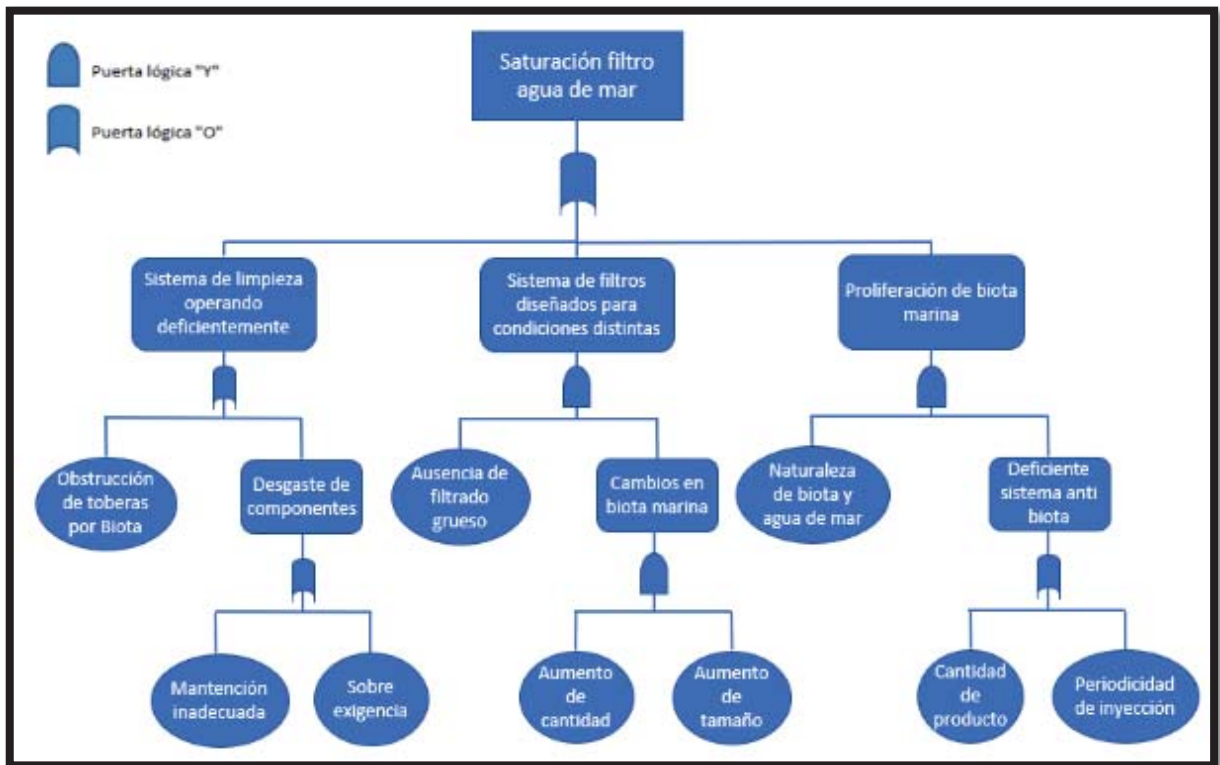 Puerta lógica "Y"
Puerta lógica "O"
Saturación filtro
agua de mar
Sistema de limpieza
operando
deficientemente
Sistema de filtros
diseñados para
condiciones distintas
Proliferación de biota
marina
Obstrucción
de toberas
por Biota
Desgaste de
componentes
Ausencia de
filtrado
grueso
Cambios en
biota marina
Naturaleza
de biota y
agua de mar
Deficiente
sistema anti
biota
Mantención
inadecuada
Sobre
exigencia
Aumento
de
cantidad
Aumento
de
tamaño
Cantidad
de
producto
Periodicidad
de inyección